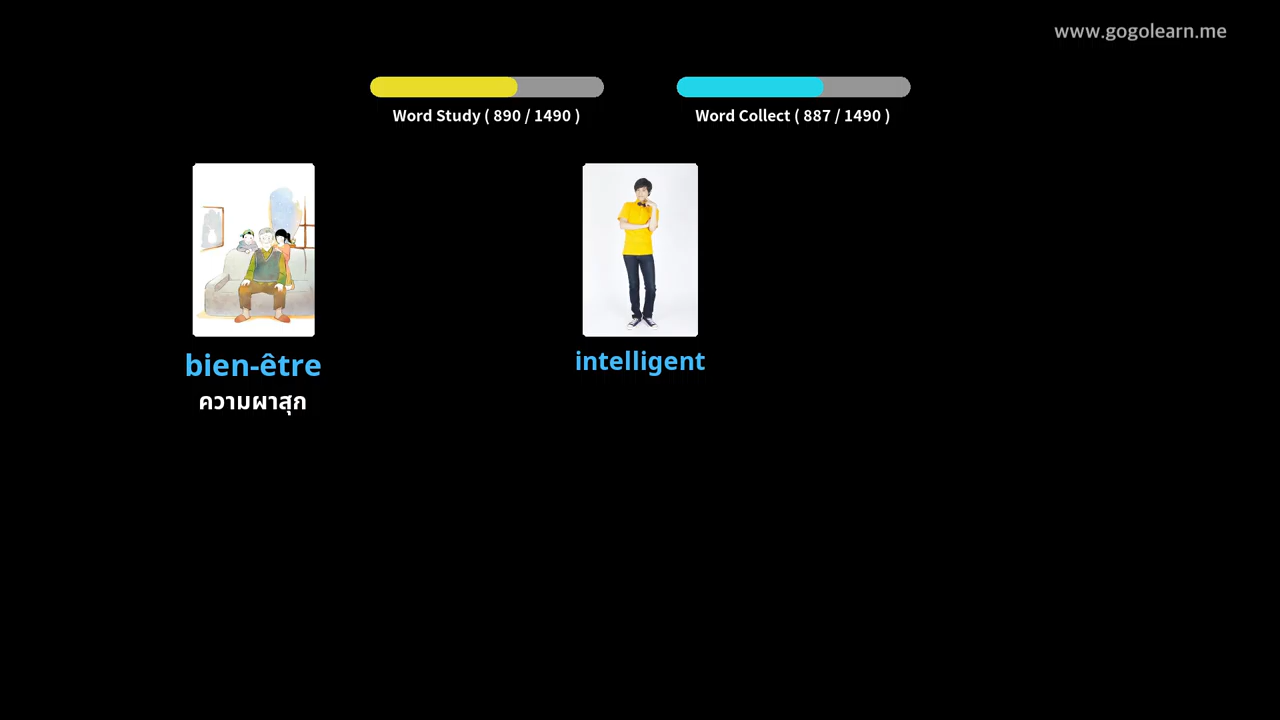 www.gogolearn.me
Word Study ( 890 / 1490 )
Word Collect ( 887 / 1490 )
bien-être
ความผาสุก
intelligent